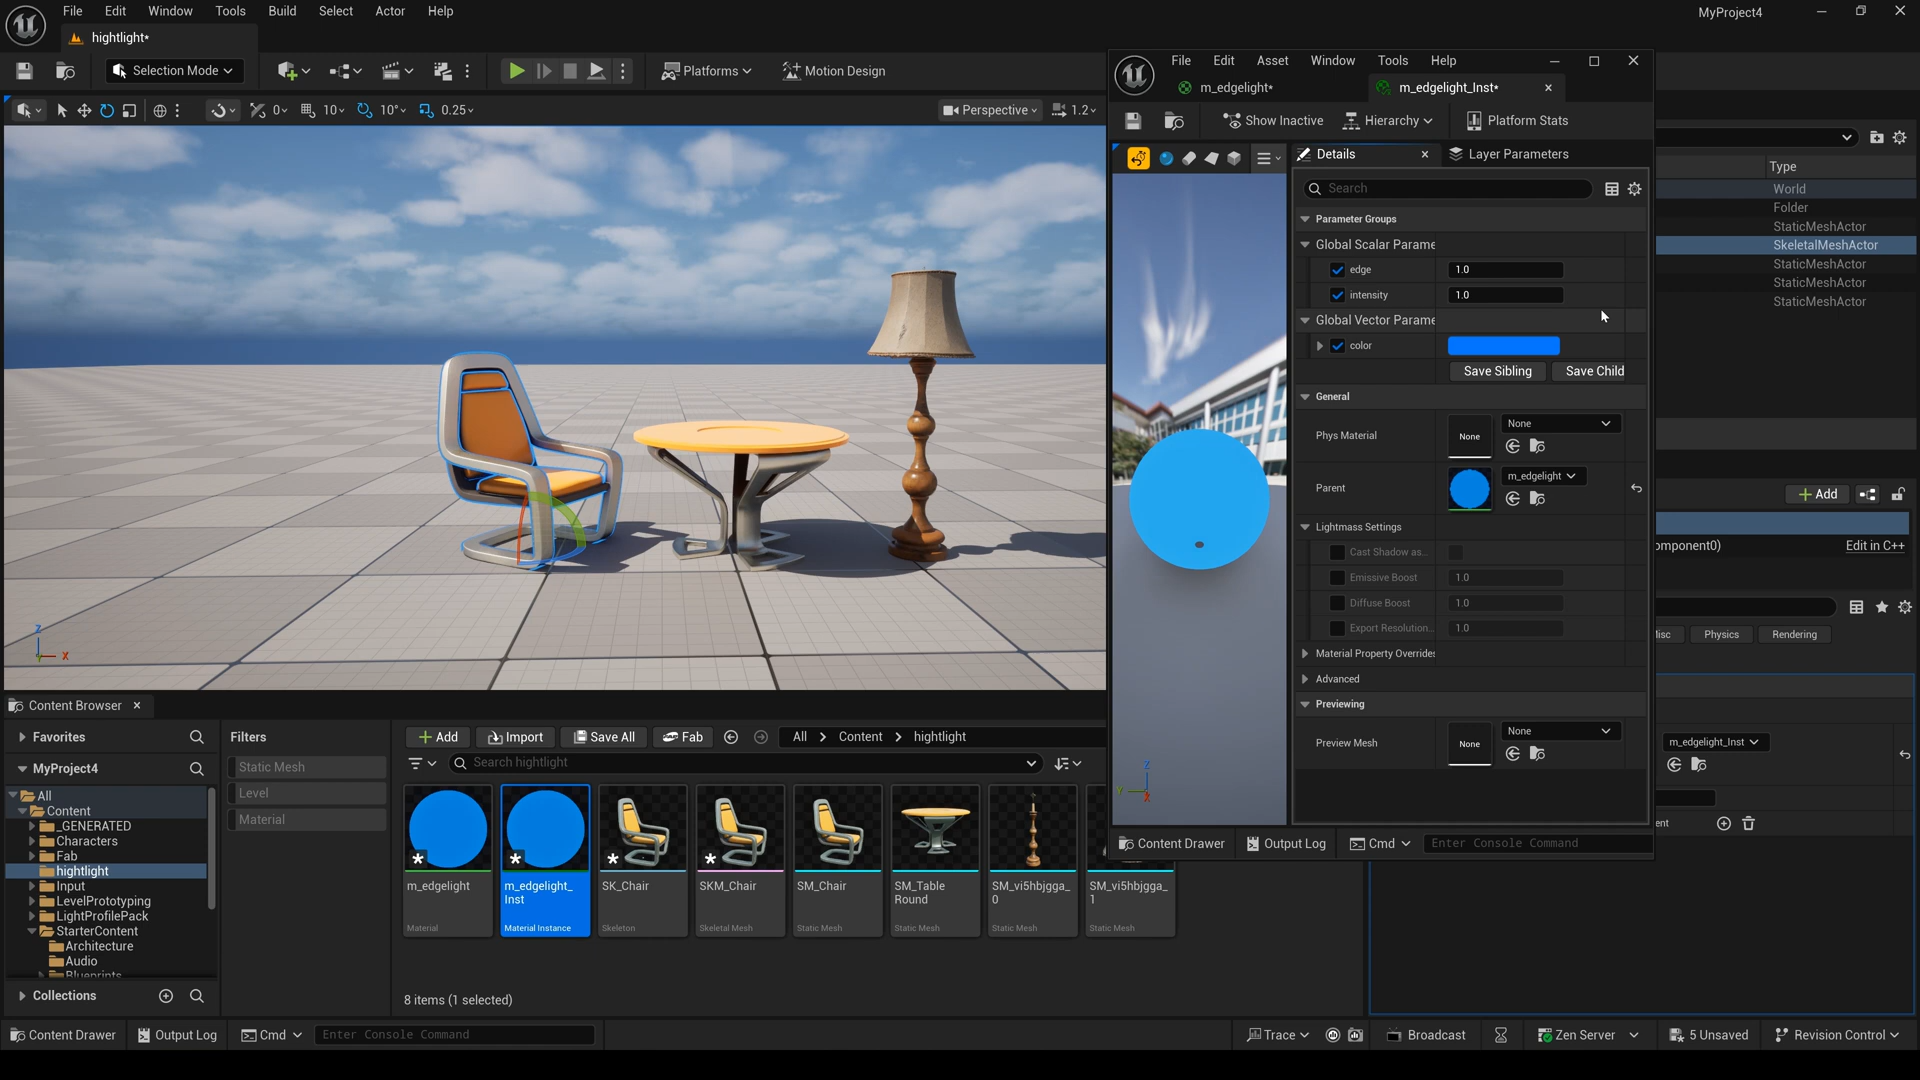 File Edit Window Tools Build Select Actor Help
MyProject4
hightlight*
Selection Mode
Platforms
Motion Design
0 10 10° 0.25
Perspective 1.2
File Edit Asset Window Tools Help
m_edgelight* m_edgelight_Inst*
Show Inactive Hierarchy Platform Stats
Details Layer Parameters
Search
Parameter Groups
Global Scalar Parame
edge 1.0
intensity 1.0
Global Vector Parame
color
Save Sibling Save Child
General
Phys Material None None
Parent m_edgelight
Lightmass Settings
Cast Shadow as...
Emissive Boost 1.0
Diffuse Boost 1.0
Export Resolution... 1.0
Material Property Overrides
Advanced
Previewing
Preview Mesh None None
Content Drawer Output Log Cmd Enter Console Command
Type
World
Folder
StaticMeshActor
SkeletalMeshActor
StaticMeshActor
StaticMeshActor
StaticMeshActor
Add
omponent0) Edit in C++
isc Physics Rendering
m_edgelight_Inst
ent
Z
X
Z
Y
X
Content Browser
Favorites
MyProject4
All
Content
_GENERATED
Characters
Fab
hightlight
Input
LevelPrototyping
LightProfilePack
StarterContent
Architecture
Audio
Blueprints
Collections
Filters
Static Mesh
Level
Material
Add Import Save All Fab All > Content > hightlight
Search hightlight
m_edgelight
Material
m_edgelight_
Inst
Material Instance
SK_Chair
Skeleton
SKM_Chair
Skeletal Mesh
SM_Chair
Static Mesh
SM_Table
Round
Static Mesh
SM_vi5hbjgga_
0
Static Mesh
SM_vi5hbjgga_
1
Static Mesh
8 items (1 selected)
Content Drawer Output Log Cmd Enter Console Command
Trace Broadcast Zen Server 5 Unsaved Revision Control